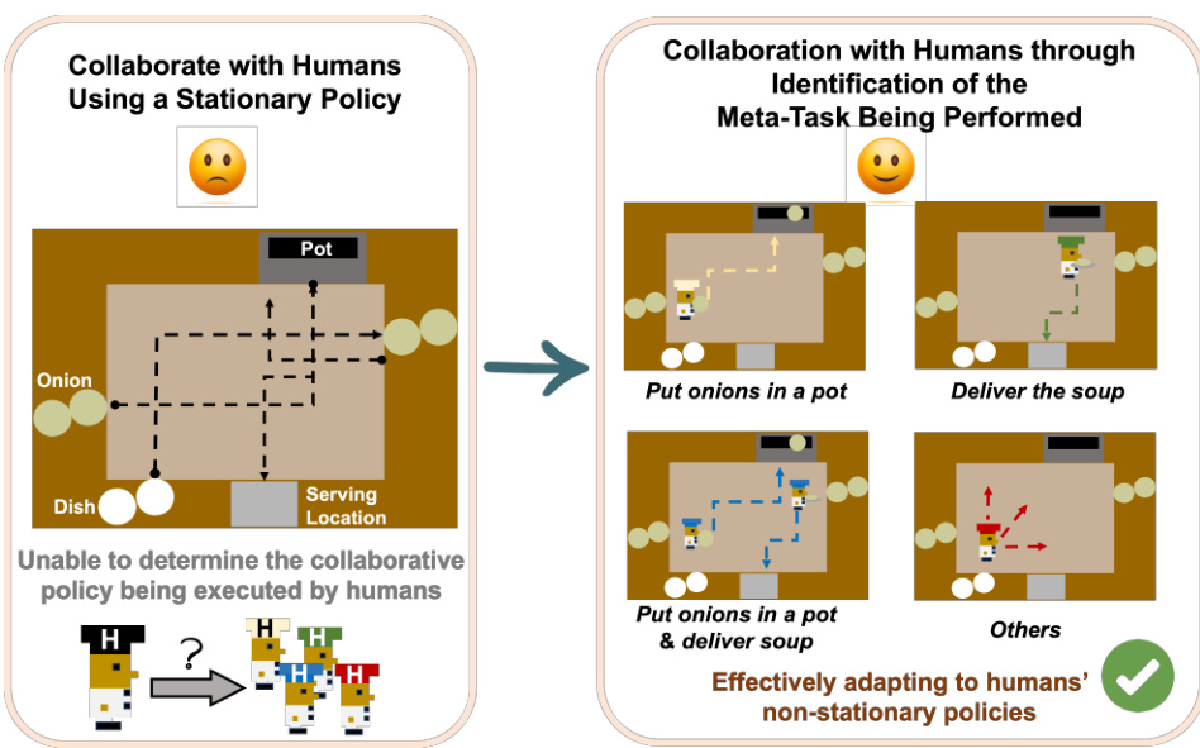 Collaborate with Humans
Using a Stationary Policy
Pot
Onion
Dish
Serving
Location
Unable to determine the collaborative
policy being executed by humans
H
?
H
H
H
H
Collaboration with Humans through
Identification of the
Meta-Task Being Performed
Put onions in a pot
Deliver the soup
Put onions in a pot
& deliver soup
Others
Effectively adapting to humans’
non-stationary policies